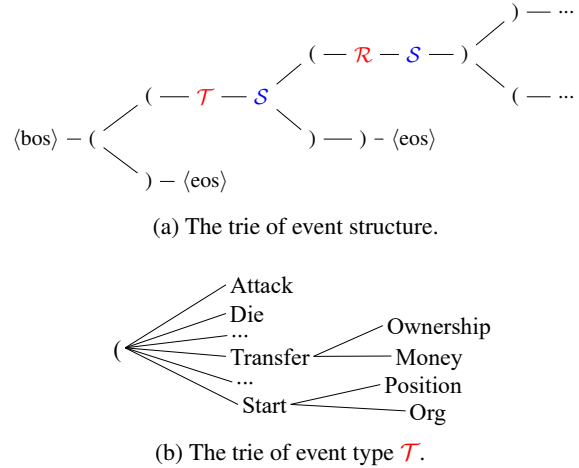 ) — ...
( — R — S — )
( — T — S
( — ...
⟨bos⟩ – (
) — ) – ⟨eos⟩
) – ⟨eos⟩
(a) The trie of event structure.
Attack
Die
...
Ownership
(
Transfer
Money
...
Position
Start
Org
(b) The trie of event type T.